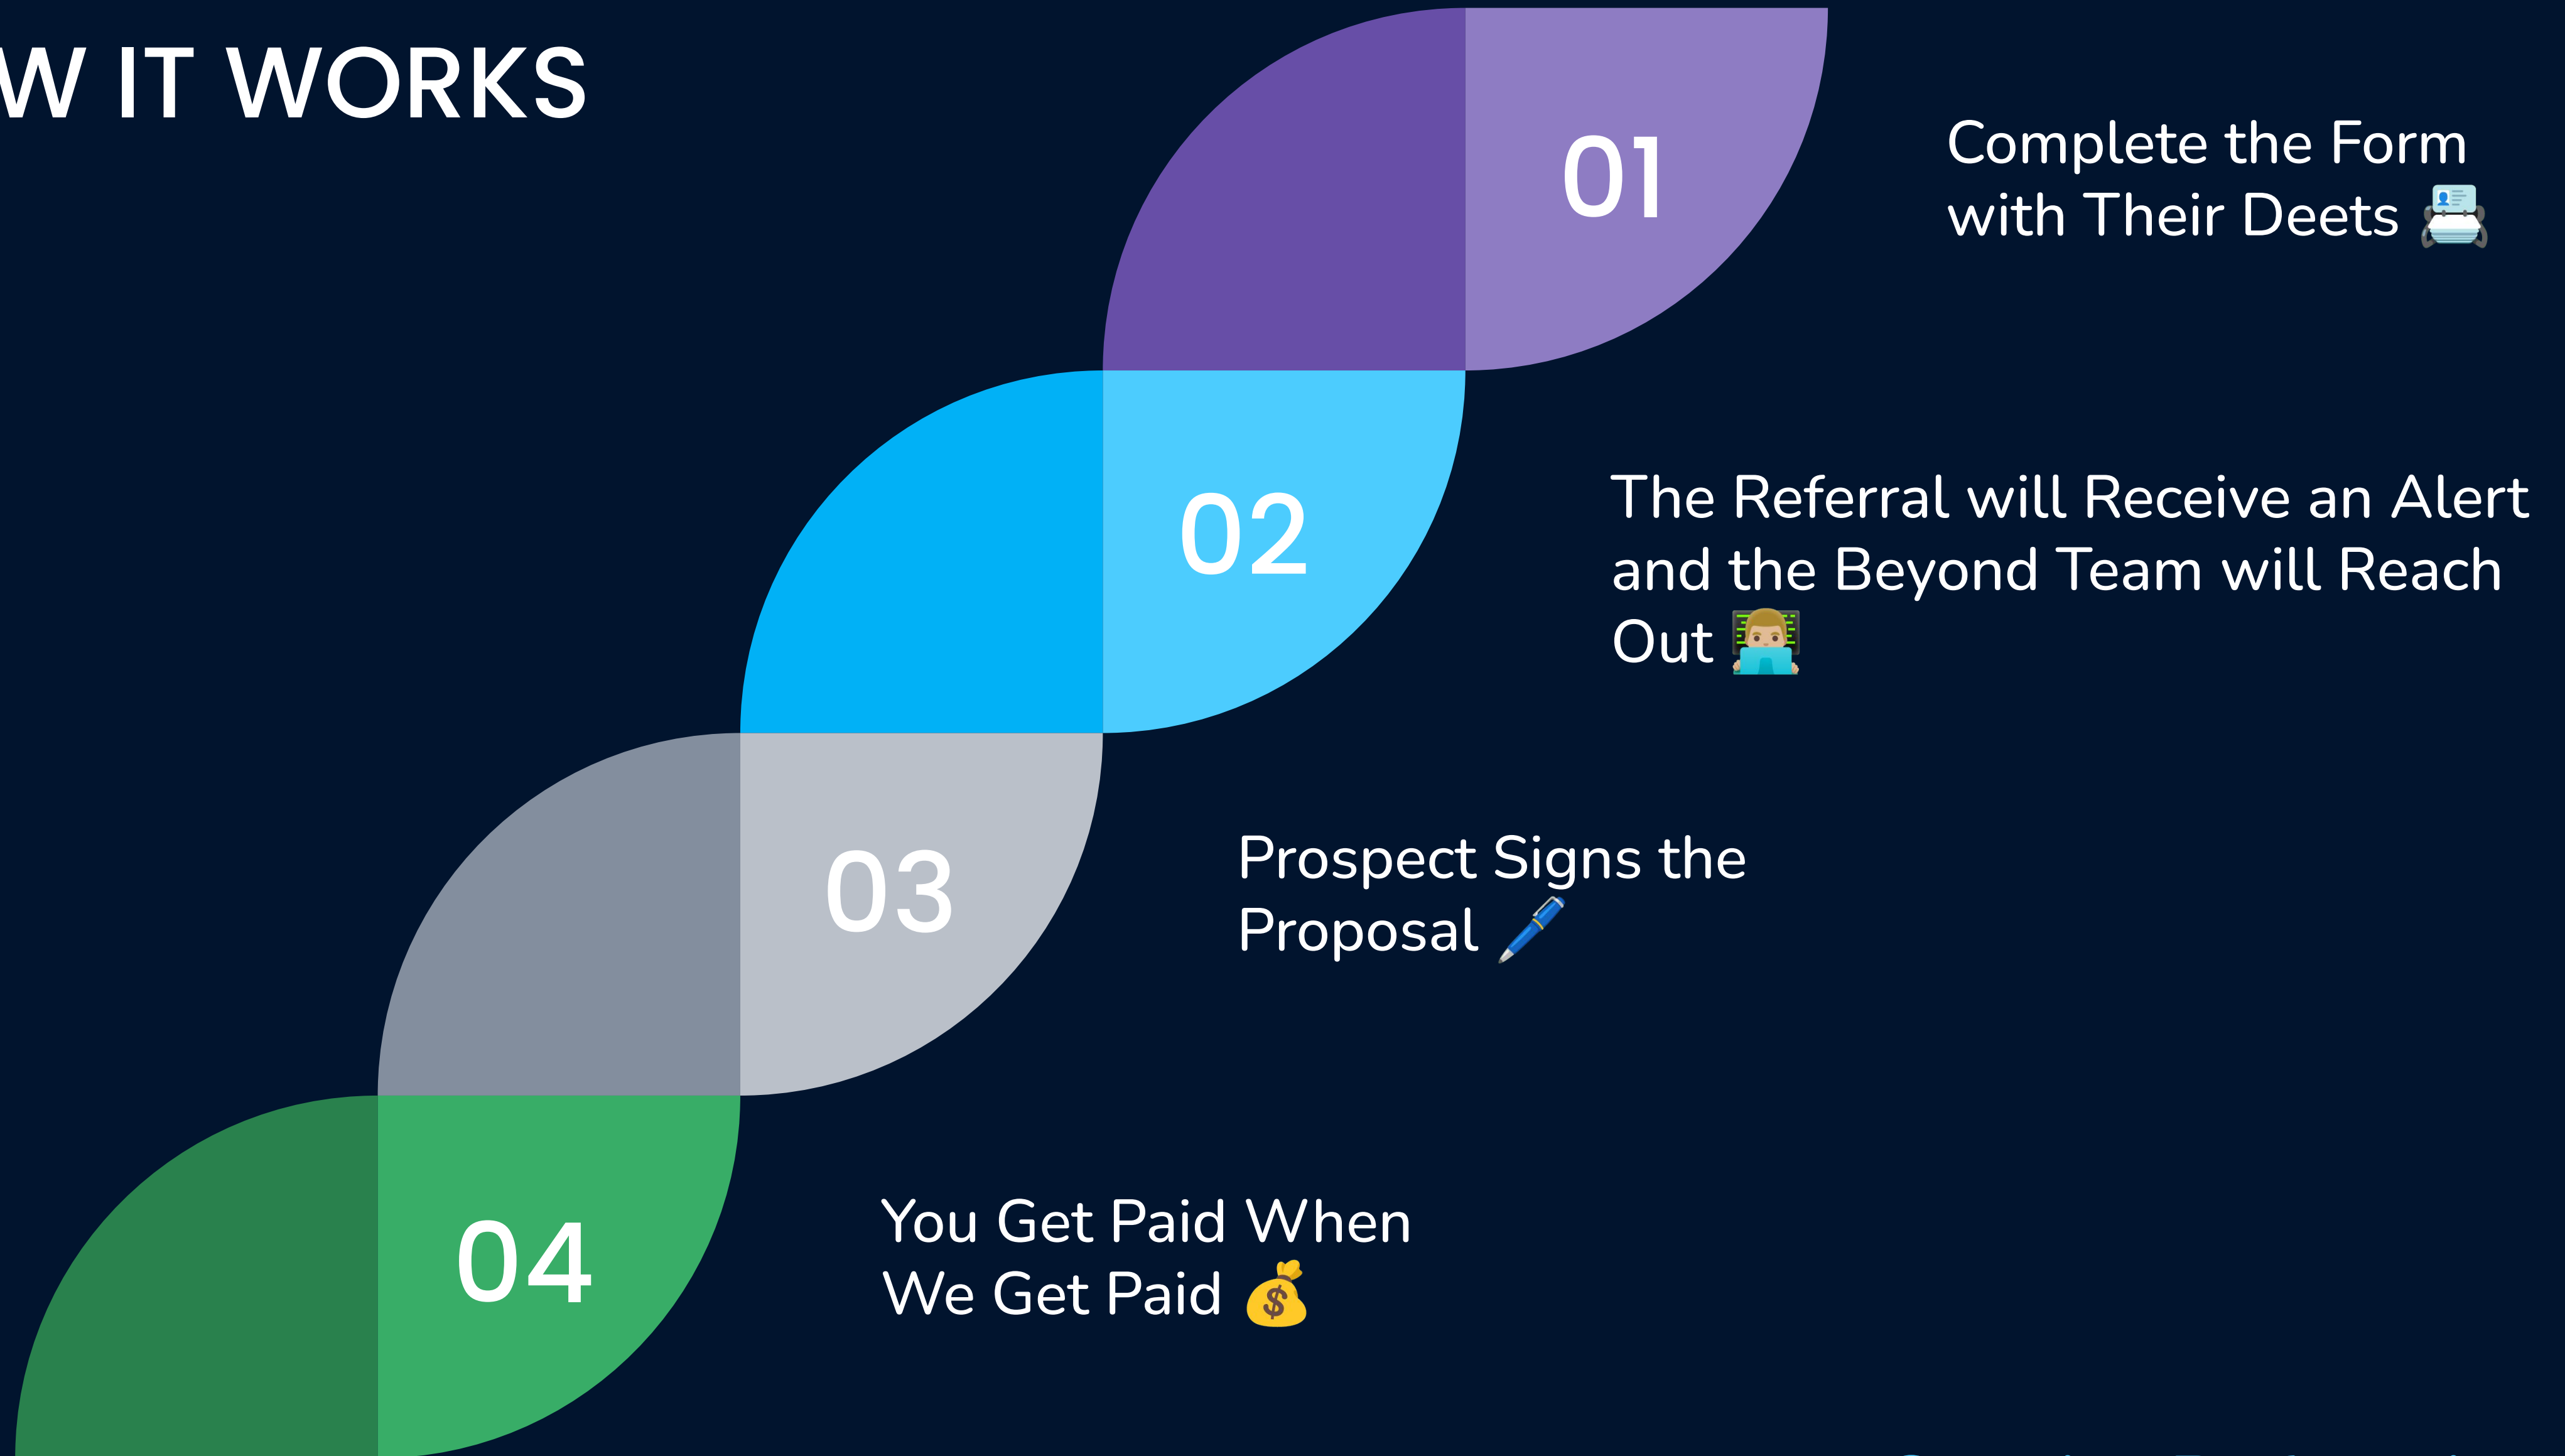 W IT WORKS
01
Complete the Form
with Their Deets 📇
02
The Referral will Receive an Alert
and the Beyond Team will Reach
Out 👨🏼‍💻
03
Prospect Signs the
Proposal 🖊️
04
You Get Paid When
We Get Paid 💰